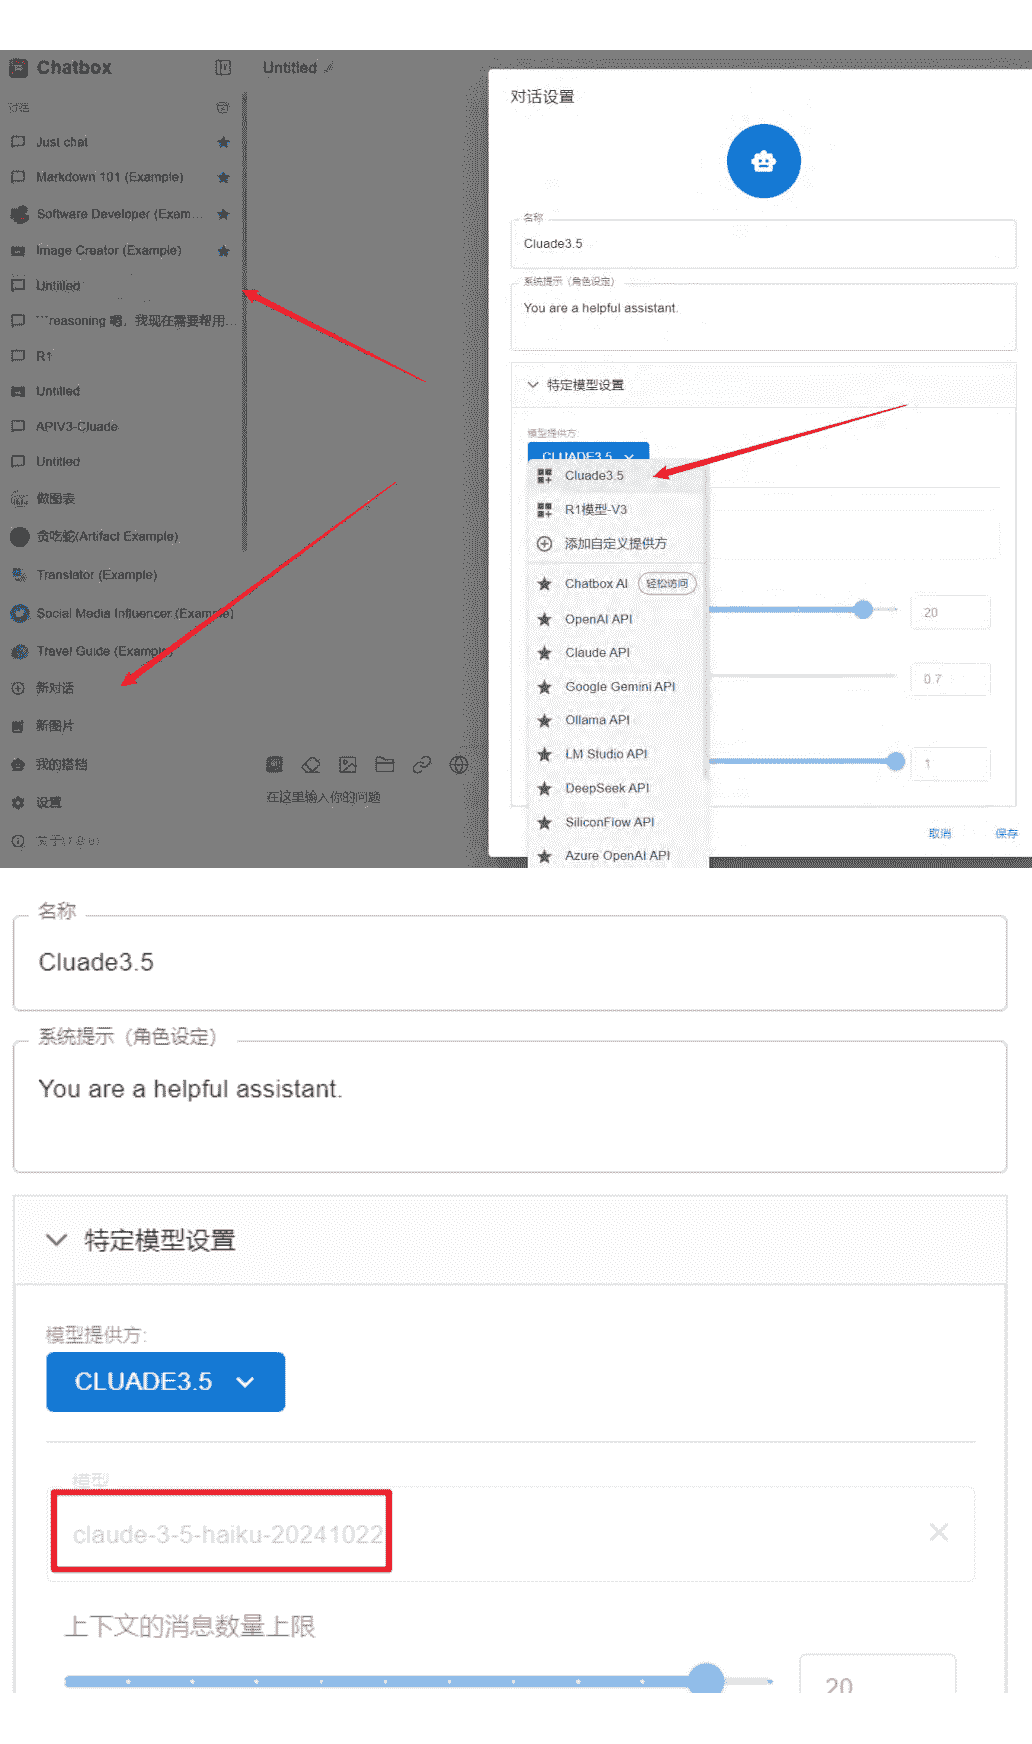 Chatbox
Untitled
对话
Just chat
Markdown 101 (Example)
Software Developer (Exam...
Image Creator (Example)
Untitled
```reasoning 嗯，我现在需要帮用...
R1
Untitled
APIV3-Cluade
Untitled
做图表
贪吃蛇(Artifact Example)
Translator (Example)
Social Media Influencer (Example)
Travel Guide (Example)
新对话
新图片
我的搭档
设置
在这里输入你的问题
对话设置
名称
Cluade3.5
系统提示（角色设定）
You are a helpful assistant.
特定模型设置
模型提供方:
CLUADE3.5
Cluade3.5
R1模型-V3
添加自定义提供方
Chatbox AI 轻松访问
OpenAI API
Claude API
Google Gemini API
Ollama API
LM Studio API
DeepSeek API
SiliconFlow API
Azure OpenAI API
20
0.7
1
取消 保存
名称
Cluade3.5
系统提示（角色设定）
You are a helpful assistant.
特定模型设置
模型提供方:
CLUADE3.5
模型
claude-3-5-haiku-20241022
上下文的消息数量上限
20